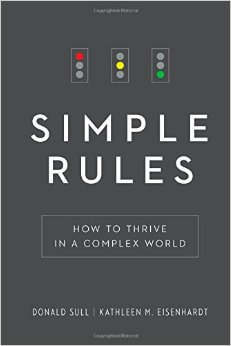 SIMPLE
RULES
HOW TO THRIVE
IN A COMPLEX WORLD
DONALD SULL | KATHLEEN M. EISENHARDT